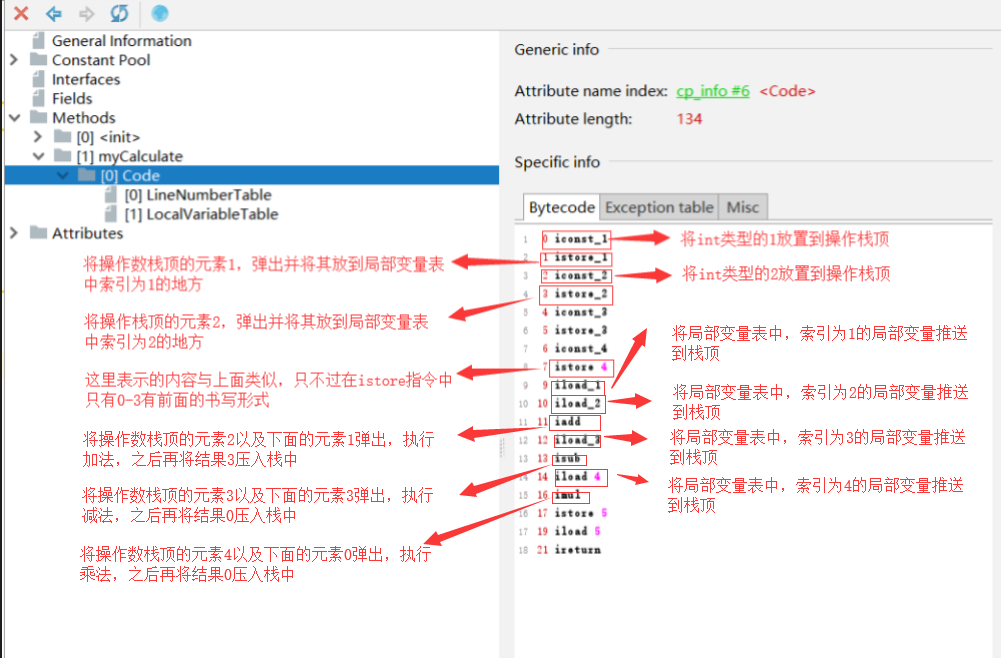 General Information
Constant Pool
Interfaces
Fields
Methods
[0] <init>
[1] myCalculate
[0] Code
[0] LineNumberTable
[1] LocalVariableTable
Attributes
将操作数栈顶的元素1，弹出并将其放到局部变量表
中索引为1的地方
将操作栈顶的元素2，弹出并将其放到局部变量表
中索引为2的地方
这里表示的内容与上面类似，只不过在istore指令中
只有0-3有前面的书写形式
将操作数栈顶的元素2以及下面的元素1弹出，执行
加法，之后再将结果3压入栈中
将操作数栈顶的元素3以及下面的元素3弹出，执行
减法，之后再将结果0压入栈中
将操作数栈顶的元素4以及下面的元素0弹出，执行
乘法，之后再将结果0压入栈中
Generic info
Attribute name index: cp_info #6 <Code>
Attribute length: 134
Specific info
Bytecode Exception table Misc
1 0 iconst_1
2 1 istore_1
3 2 iconst_2
4 3 istore_2
5 4 iconst_3
6 5 istore_3
7 6 iconst_4
8 7 istore 4
9 9 iload_1
10 10 iload_2
11 11 iadd
12 12 iload_3
13 13 isub
14 14 iload 4
15 16 imul
16 17 istore 5
17 19 iload 5
18 21 ireturn
将int类型的1放置到操作栈顶
将int类型的2放置到操作栈顶
将局部变量表中，索引为1的局部变量推送
到栈顶
将局部变量表中，索引为2的局部变量推送
到栈顶
将局部变量表中，索引为3的局部变量推送
到栈顶
将局部变量表中，索引为4的局部变量推送
到栈顶